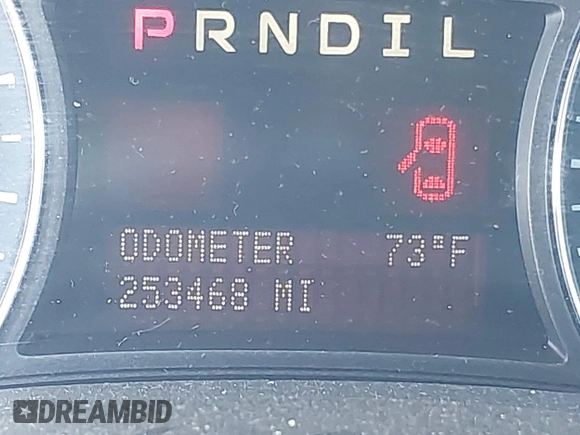 PRNDIL
ODOMETER 73°F
253468 MI
DREAMBID